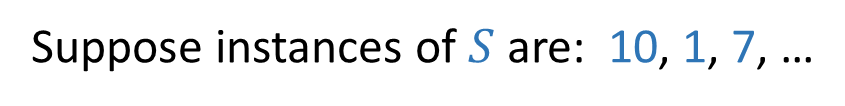 Suppose instances of S are: 10, 1, 7, ...